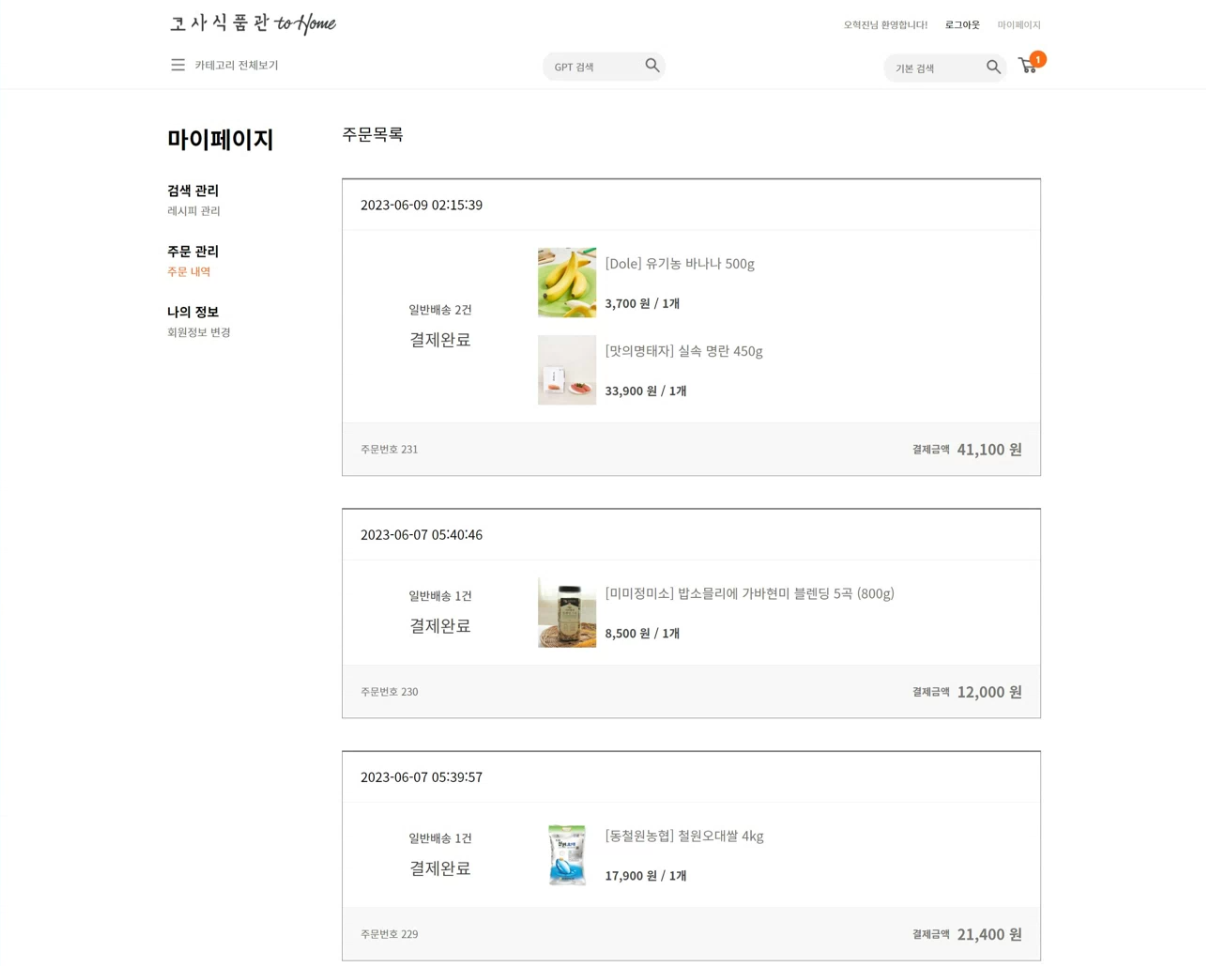 코사식품관 to Home
오혁진님 환영합니다! 로그아웃 마이페이지
카테고리 전체보기
GPT 검색
기본 검색
1
마이페이지
검색 관리
레시피 관리
주문 관리
주문 내역
나의 정보
회원정보 변경
주문목록
2023-06-09 02:15:39
일반배송 2건
결제완료
[Dole] 유기농 바나나 500g
3,700 원 / 1개
[맛의명태자] 실속 명란 450g
33,900 원 / 1개
주문번호 231
결제금액 41,100 원
2023-06-07 05:40:46
일반배송 1건
결제완료
[미미정미소] 밥소믈리에 가바현미 블렌딩 5곡 (800g)
8,500 원 / 1개
주문번호 230
결제금액 12,000 원
2023-06-07 05:39:57
일반배송 1건
결제완료
[동철원농협] 철원오대쌀 4kg
17,900 원 / 1개
주문번호 229
결제금액 21,400 원